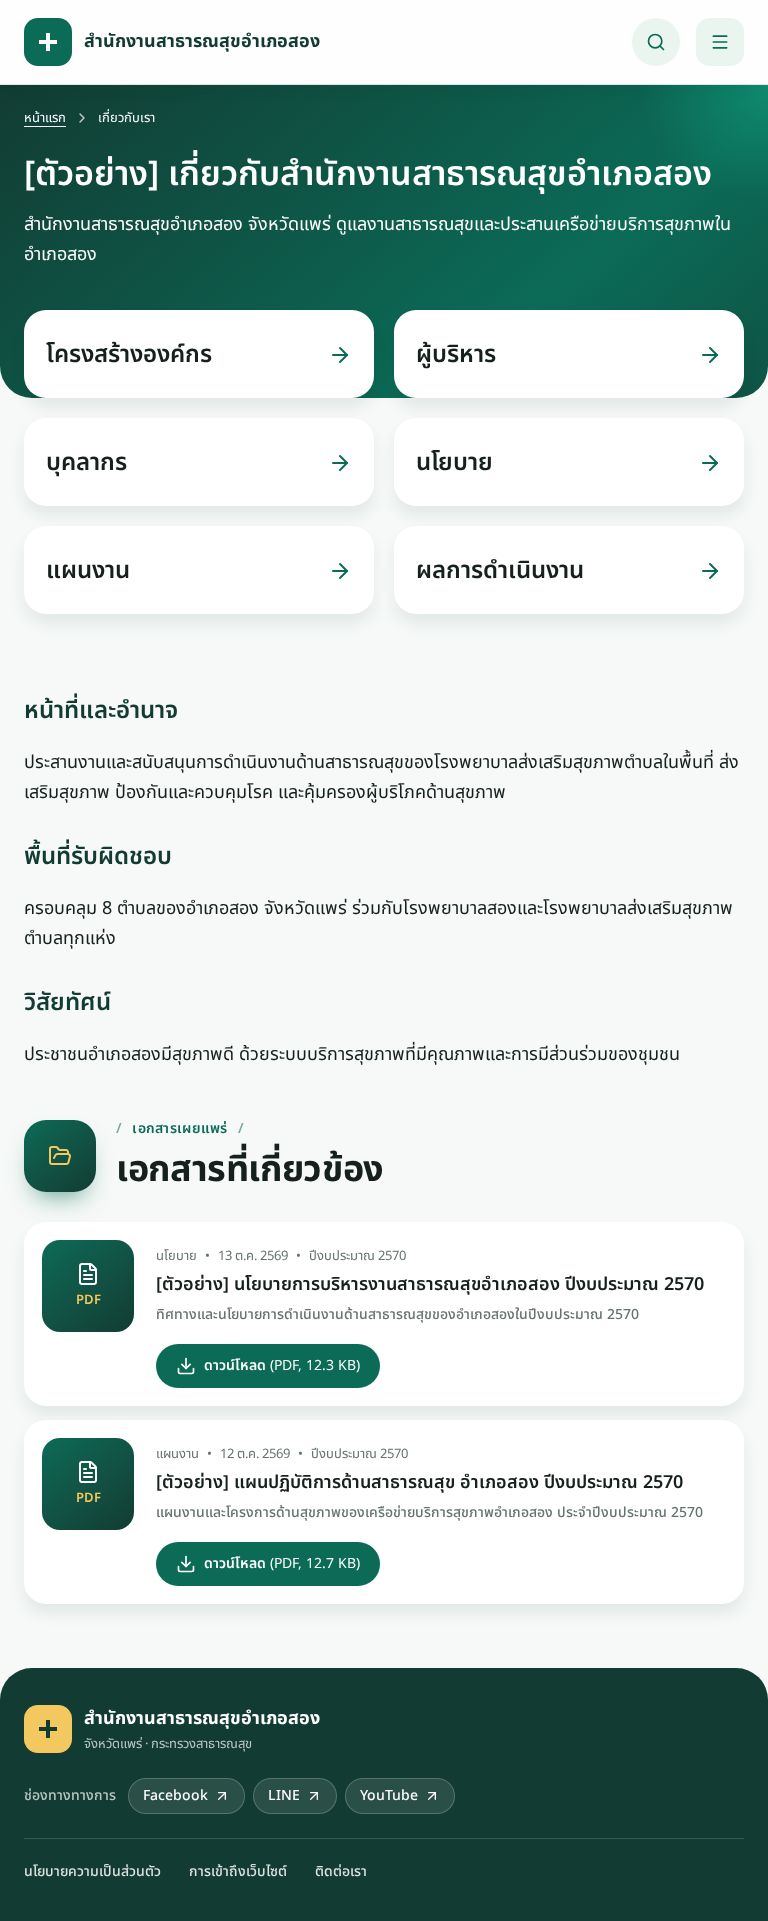 สำนักงานสาธารณสุขอำเภอสอง
หน้าแรก > เกี่ยวกับเรา
[ตัวอย่าง] เกี่ยวกับสำนักงานสาธารณสุขอำเภอสอง
สำนักงานสาธารณสุขอำเภอสอง จังหวัดแพร่ ดูแลงานสาธารณสุขและประสานเครือข่ายบริการสุขภาพใน
อำเภอสอง
โครงสร้างองค์กร
ผู้บริหาร
บุคลากร
นโยบาย
แผนงาน
ผลการดำเนินงาน
หน้าที่และอำนาจ
ประสานงานและสนับสนุนการดำเนินงานด้านสาธารณสุขของโรงพยาบาลส่งเสริมสุขภาพตำบลในพื้นที่ ส่ง
เสริมสุขภาพ ป้องกันและควบคุมโรค และคุ้มครองผู้บริโภคด้านสุขภาพ
พื้นที่รับผิดชอบ
ครอบคลุม 8 ตำบลของอำเภอสอง จังหวัดแพร่ ร่วมกับโรงพยาบาลสองและโรงพยาบาลส่งเสริมสุขภาพ
ตำบลทุกแห่ง
วิสัยทัศน์
ประชาชนอำเภอสองมีสุขภาพดี ด้วยระบบบริการสุขภาพที่มีคุณภาพและการมีส่วนร่วมของชุมชน
/ เอกสารเผยแพร่ /
เอกสารที่เกี่ยวข้อง
PDF
นโยบาย • 13 ต.ค. 2569 • ปีงบประมาณ 2570
[ตัวอย่าง] นโยบายการบริหารงานสาธารณสุขอำเภอสอง ปีงบประมาณ 2570
ทิศทางและนโยบายการดำเนินงานด้านสาธารณสุขของอำเภอสองในปีงบประมาณ 2570
ดาวน์โหลด (PDF, 12.3 KB)
PDF
แผนงาน • 12 ต.ค. 2569 • ปีงบประมาณ 2570
[ตัวอย่าง] แผนปฏิบัติการด้านสาธารณสุข อำเภอสอง ปีงบประมาณ 2570
แผนงานและโครงการด้านสุขภาพของเครือข่ายบริการสุขภาพอำเภอสอง ประจำปีงบประมาณ 2570
ดาวน์โหลด (PDF, 12.7 KB)
สำนักงานสาธารณสุขอำเภอสอง
จังหวัดแพร่ · กระทรวงสาธารณสุข
ช่องทางทางการ Facebook LINE YouTube
นโยบายความเป็นส่วนตัว การเข้าถึงเว็บไซต์ ติดต่อเรา